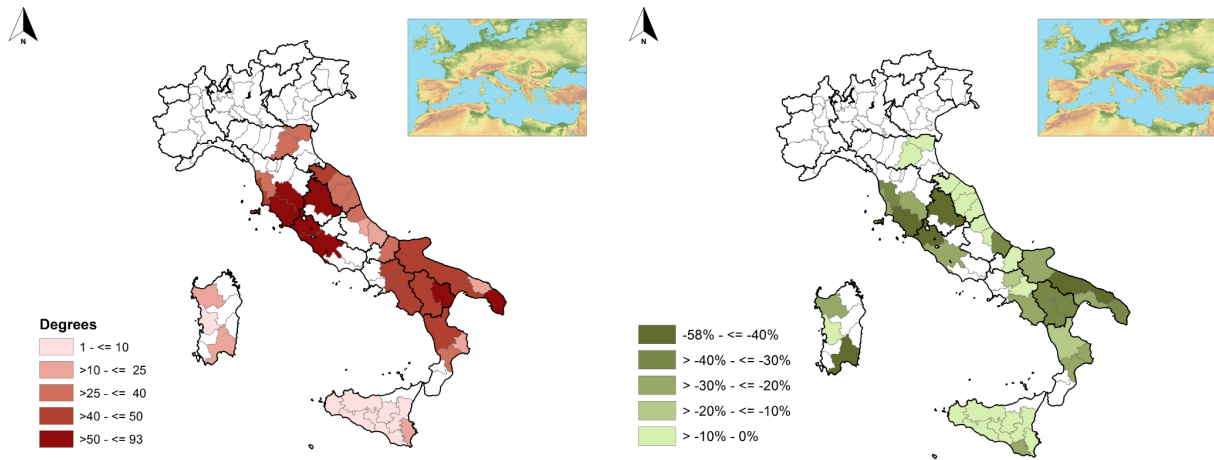 N
N
Degrees
1 - <= 10
>10 - <= 25
>25 - <= 40
>40 - <= 50
>50 - <= 93
-58% - <= -40%
> -40% - <= -30%
> -30% - <= -20%
> -20% - <= -10%
> -10% - 0%